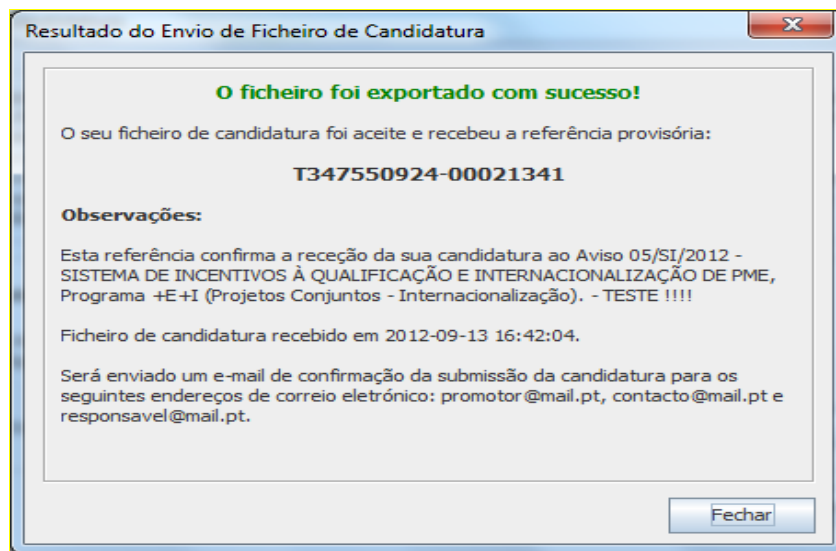 Resultado do Envio de Ficheiro de Candidatura
O ficheiro foi exportado com sucesso!
O seu ficheiro de candidatura foi aceite e recebeu a referência provisória:
T347550924-00021341
Observações:
Esta referência confirma a receção da sua candidatura ao Aviso 05/SI/2012 -
SISTEMA DE INCENTIVOS À QUALIFICAÇÃO E INTERNACIONALIZAÇÃO DE PME,
Programa +E+I (Projetos Conjuntos - Internacionalização). - TESTE !!!!
Ficheiro de candidatura recebido em 2012-09-13 16:42:04.
Será enviado um e-mail de confirmação da submissão da candidatura para os
seguintes endereços de correio eletrónico: promotor@mail.pt, contacto@mail.pt e
responsavel@mail.pt.
Fechar